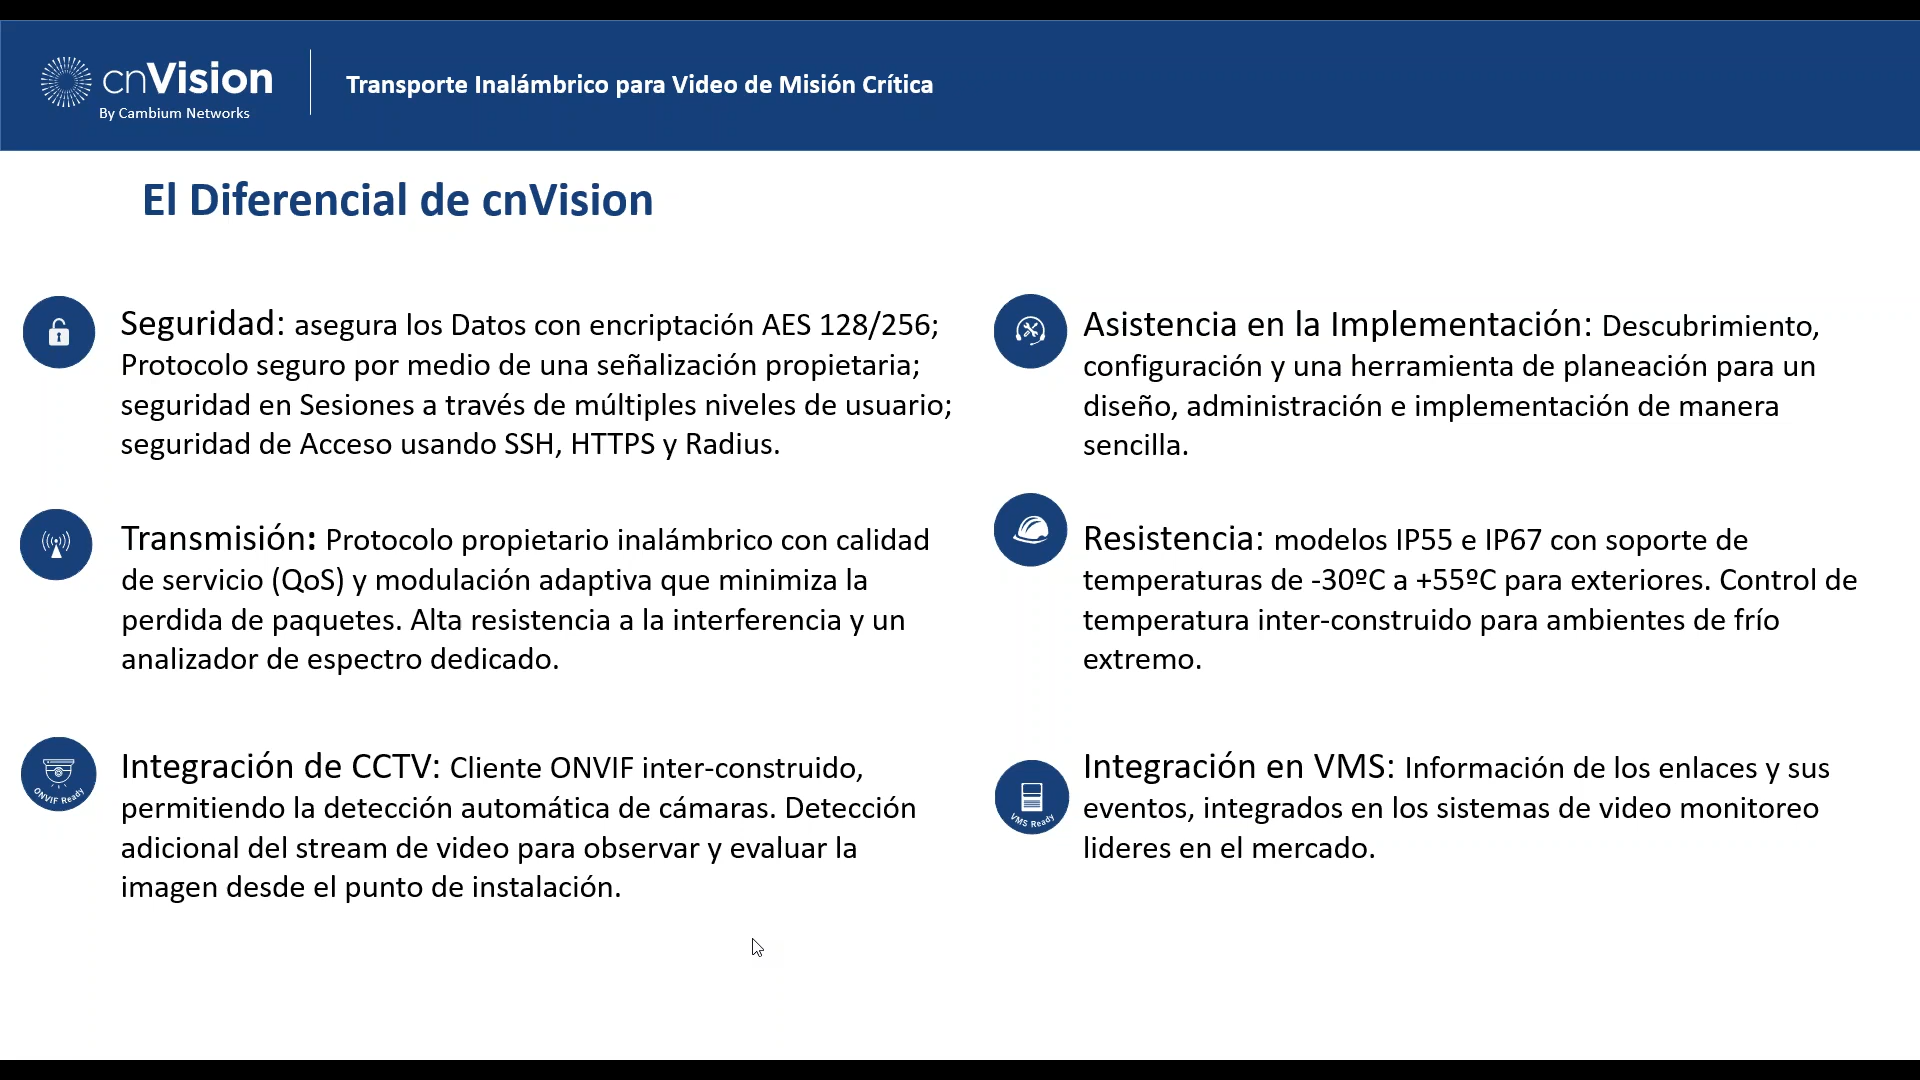 cnVision
By Cambium Networks
Transporte Inalámbrico para Video de Misión Crítica
El Diferencial de cnVision
Seguridad: asegura los Datos con encriptación AES 128/256;
Protocolo seguro por medio de una señalización propietaria;
seguridad en Sesiones a través de múltiples niveles de usuario;
seguridad de Acceso usando SSH, HTTPS y Radius.
Transmisión: Protocolo propietario inalámbrico con calidad
de servicio (QoS) y modulación adaptiva que minimiza la
perdida de paquetes. Alta resistencia a la interferencia y un
analizador de espectro dedicado.
ONVIF Ready
Integración de CCTV: Cliente ONVIF inter-construido,
permitiendo la detección automática de cámaras. Detección
adicional del stream de video para observar y evaluar la
imagen desde el punto de instalación.
Asistencia en la Implementación: Descubrimiento,
configuración y una herramienta de planeación para un
diseño, administración e implementación de manera
sencilla.
Resistencia: modelos IP55 e IP67 con soporte de
temperaturas de -30ºC a +55ºC para exteriores. Control de
temperatura inter-construido para ambientes de frío
extremo.
VMS Ready
Integración en VMS: Información de los enlaces y sus
eventos, integrados en los sistemas de video monitoreo
lideres en el mercado.